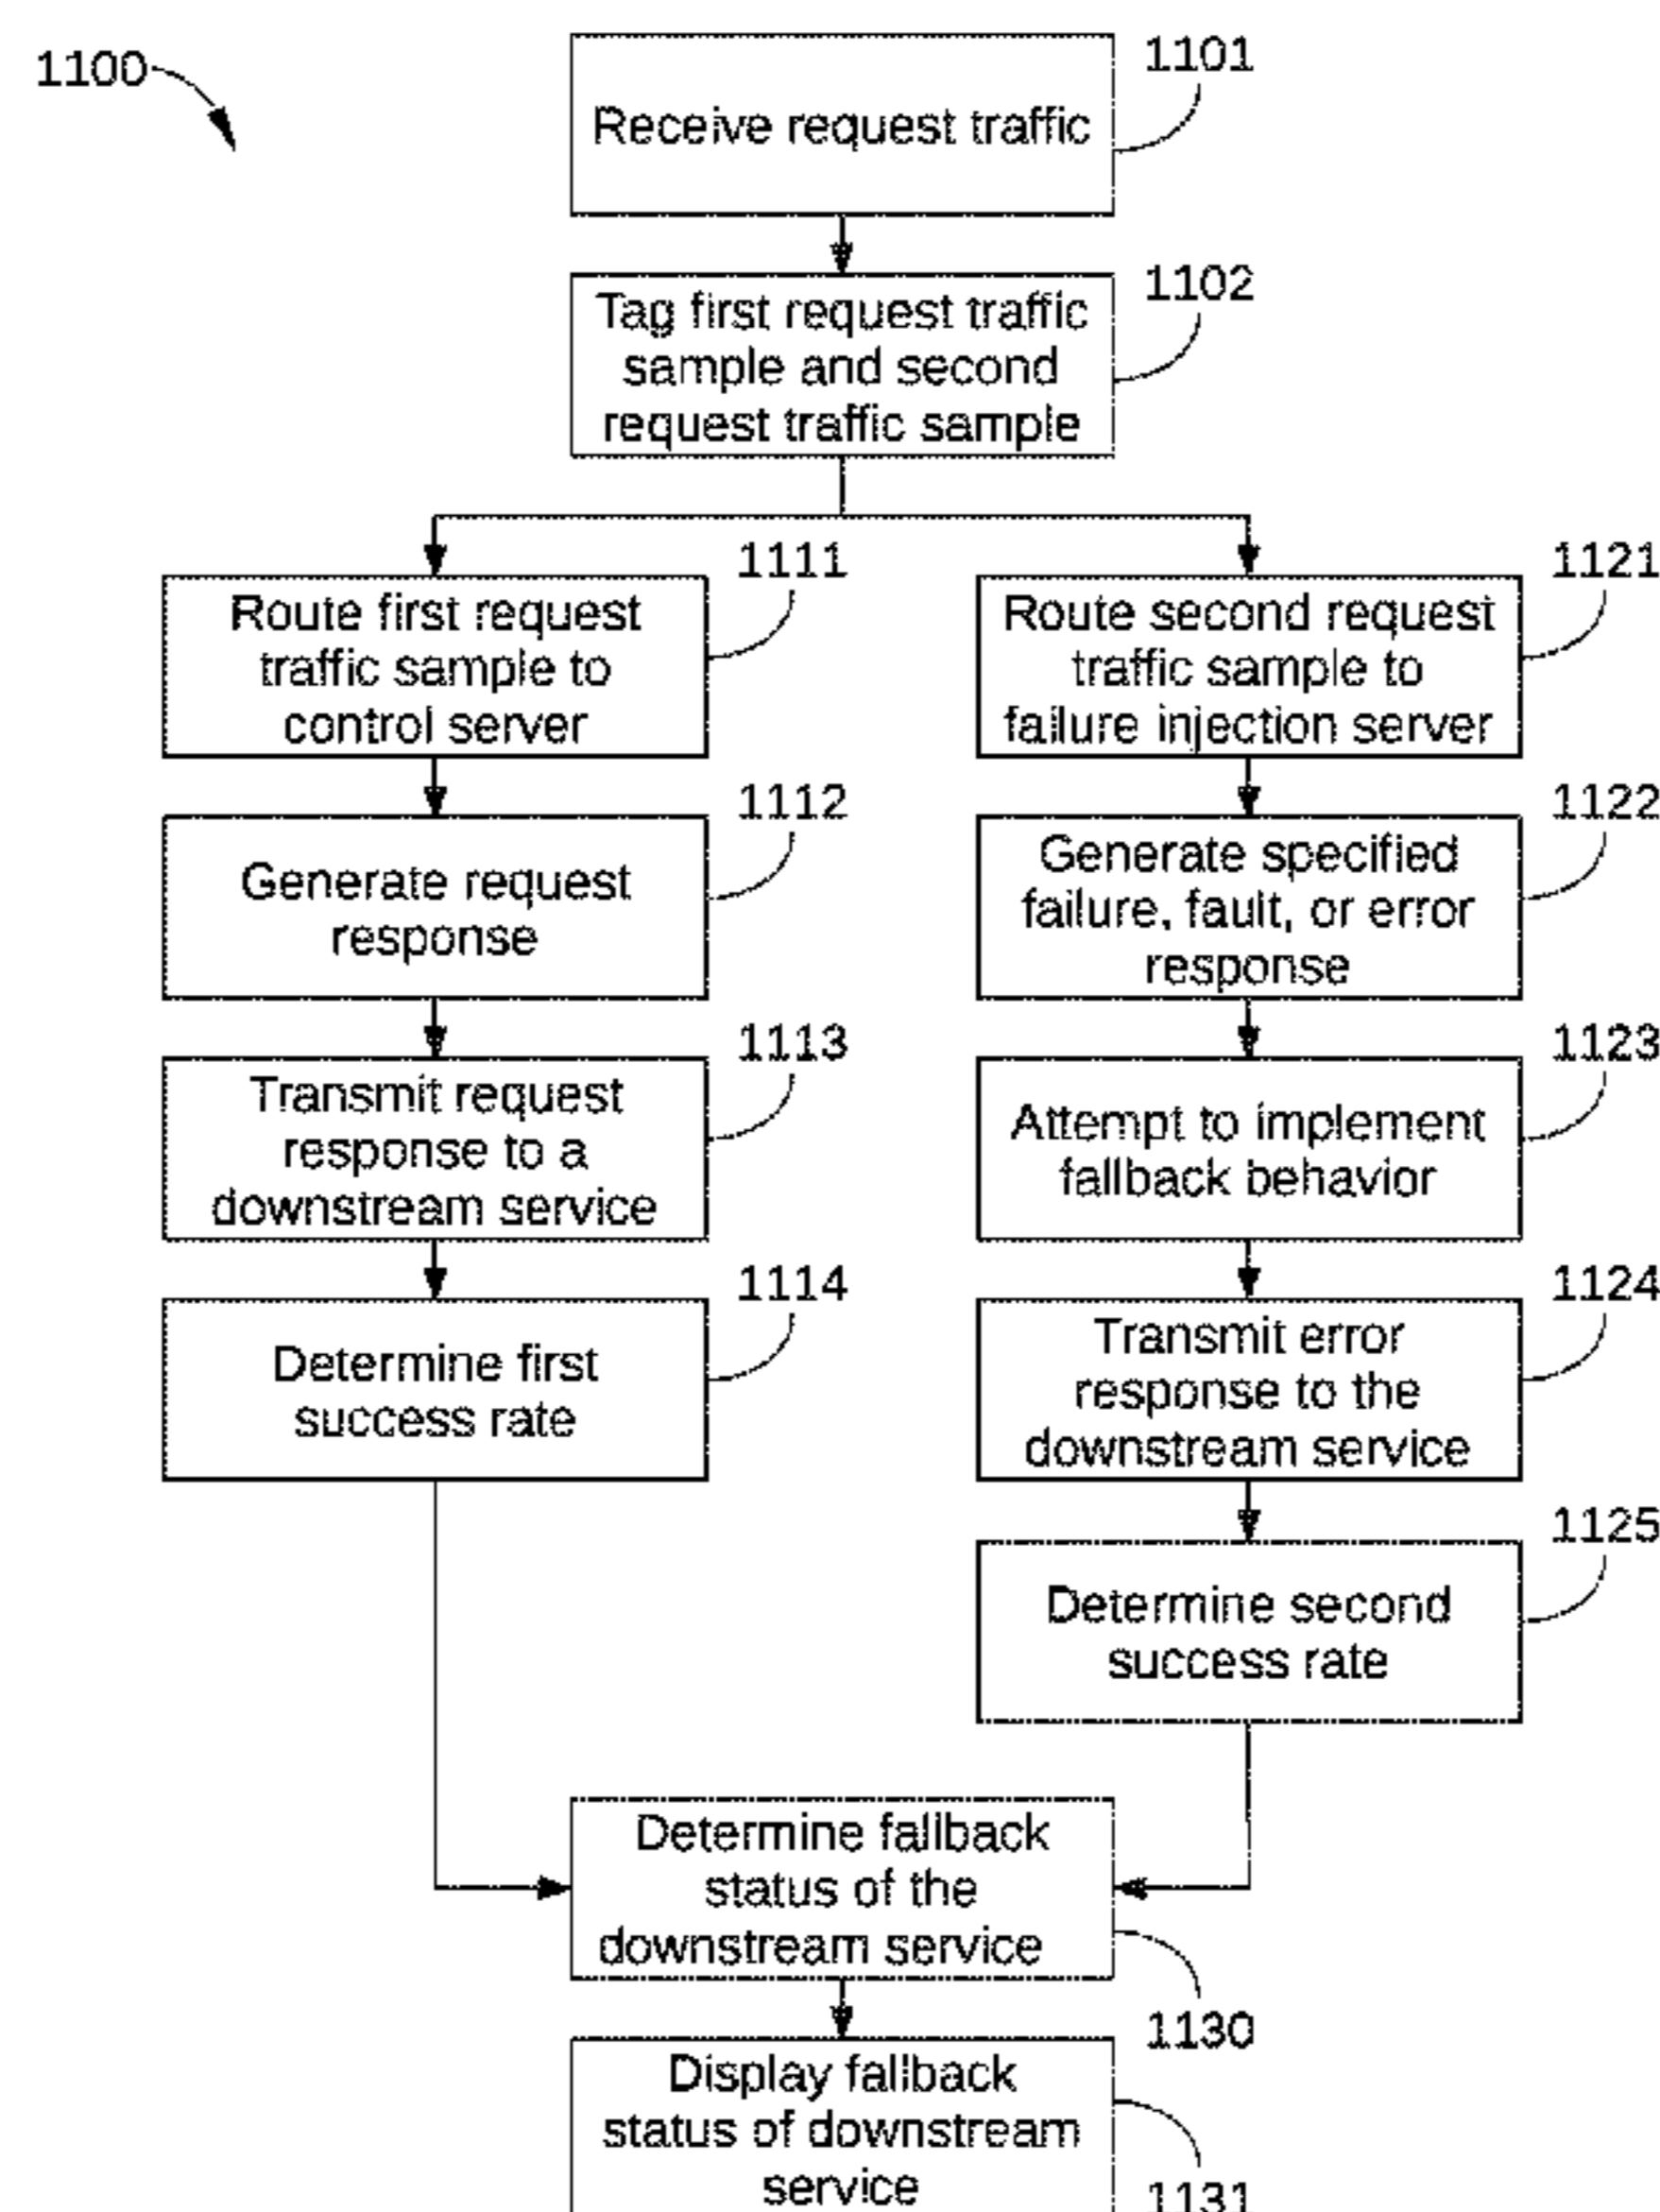 1100
1101
Receive request traffic
1102
Tag first request traffic
sample and second
request traffic sample
1111
Route first request
traffic sample to
control server
1121
Route second request
traffic sample to
failure injection server
1112
Generate request
response
1122
Generate specified
failure, fault, or error
response
1113
Transmit request
response to a
downstream service
1123
Attempt to implement
fallback behavior
1114
Determine first
success rate
1124
Transmit error
response to the
downstream service
1125
Determine second
success rate
Determine fallback
status of the
downstream service
1130
Display fallback
status of downstream
service
1131